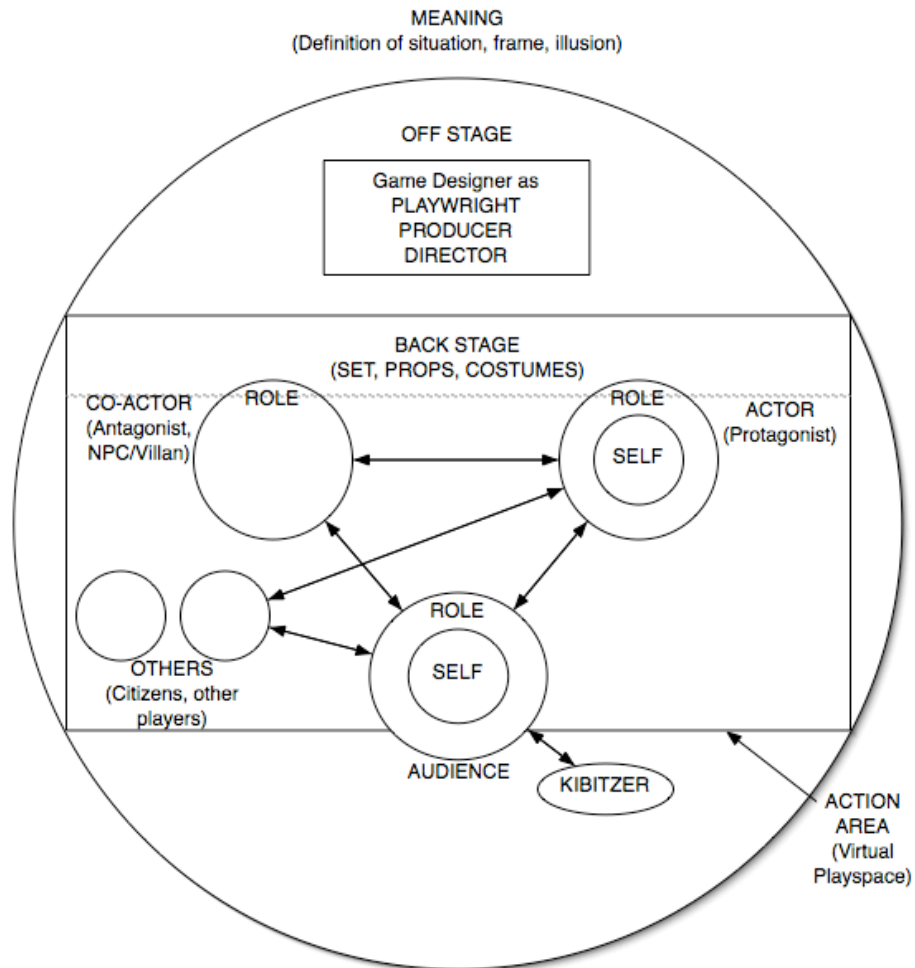 MEANING
(Definition of situation, frame, illusion)
OFF STAGE
Game Designer as
PLAYWRIGHT
PRODUCER
DIRECTOR
BACK STAGE
(SET, PROPS, COSTUMES)
CO-ACTOR
(Antagonist,
NPC/Villan)
ROLE
ROLE
SELF
ACTOR
(Protagonist)
ROLE
SELF
OTHERS
(Citizens, other
players)
AUDIENCE
KIBITZER
ACTION
AREA
(Virtual
Playspace)